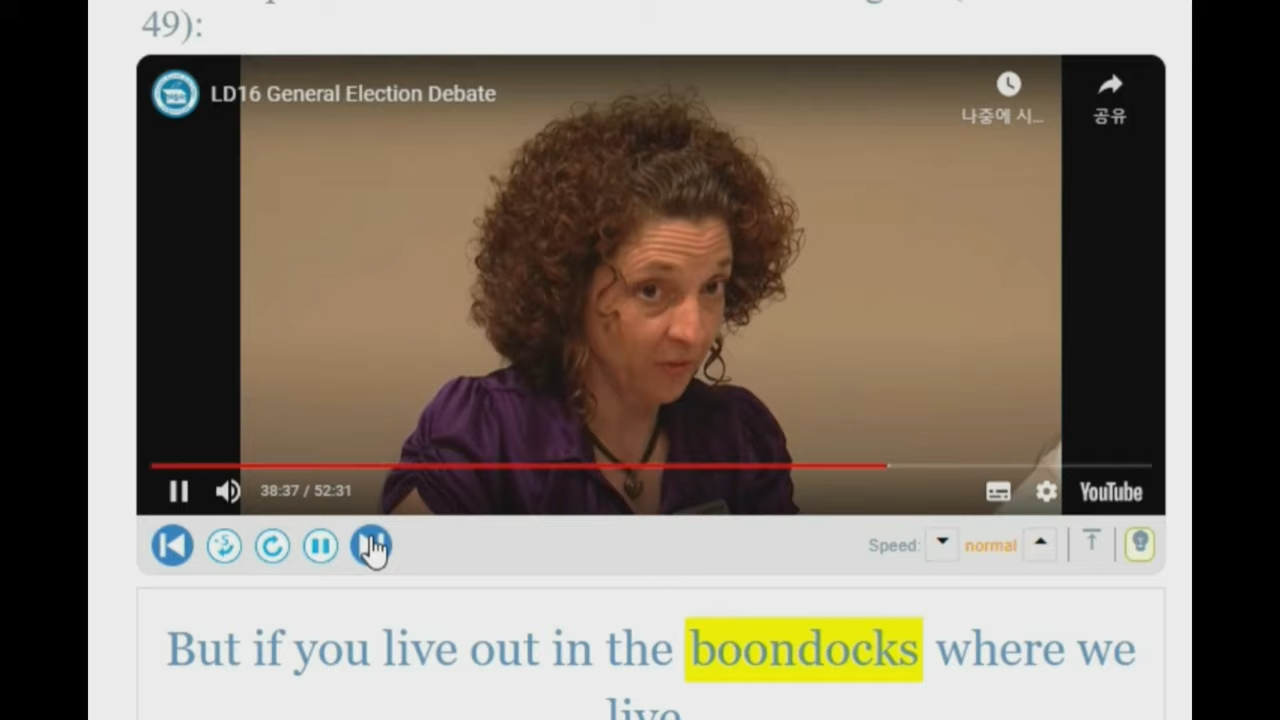 49):
LD16 General Election Debate
나중에 시...
공유
38:37 / 52:31
YouTube
5
Speed:
normal
But if you live out in the boondocks where we
live